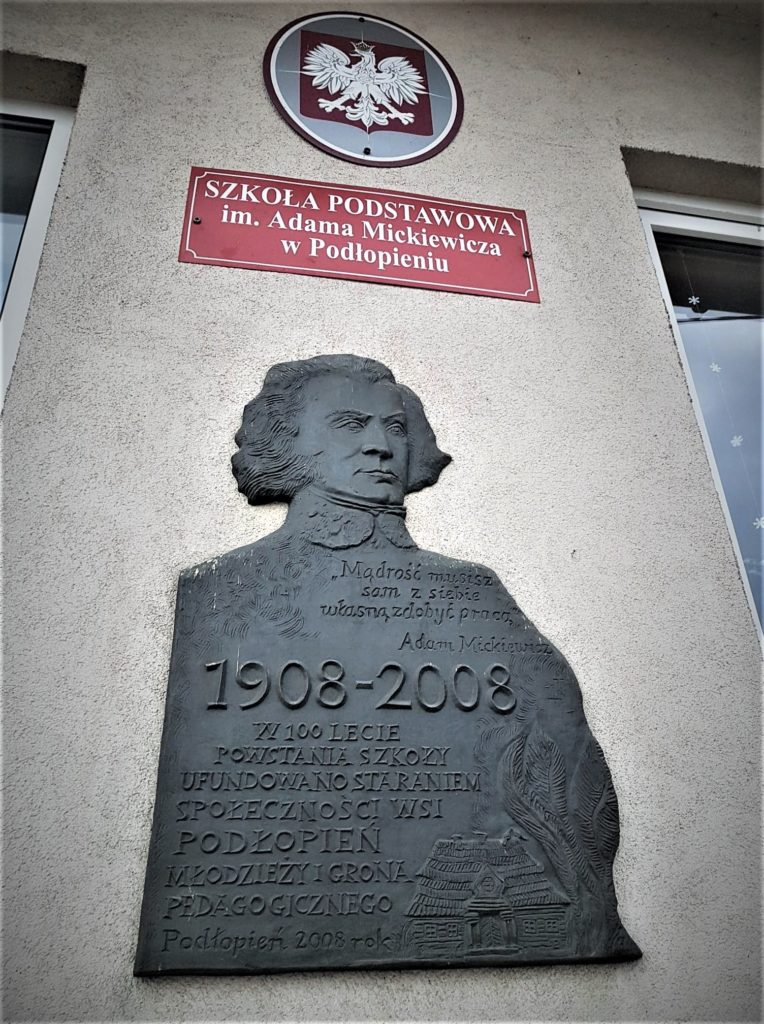 SZKOŁA PODSTAWOWA
im. Adama Mickiewicza
w Podłopieniu
„Mądrość musisz
sam z siebie
własną zdobyć pracą”
Adam Mickiewicz
1908-2008
W 100 LECIE
POWSTANIA SZKOŁY
UFUNDOWANO STARANIEM
SPOŁECZNOŚCI WSI
PODŁOPIEŃ
MŁODZIEŻY I GRONA
PEDAGOGICZNEGO
Podłopień 2008 rok